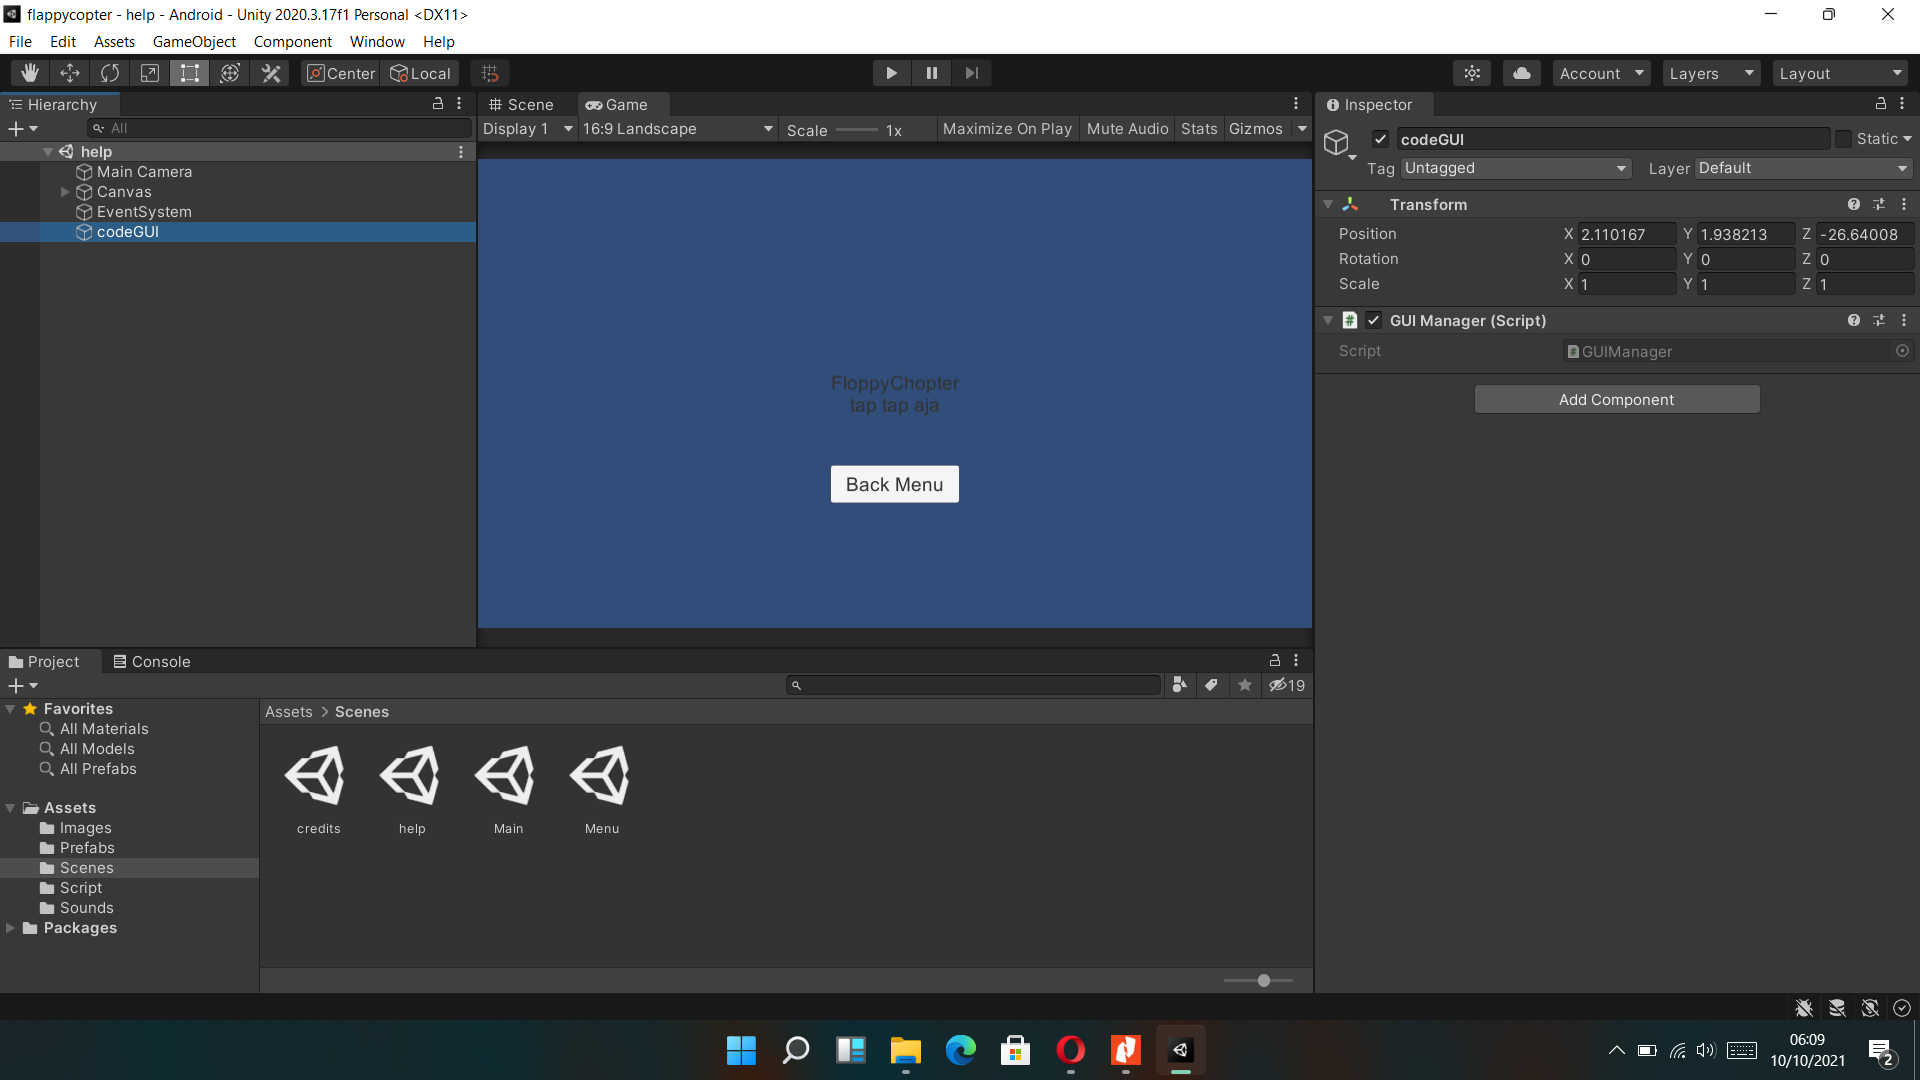 flappycopter - help - Android - Unity 2020.3.17f1 Personal <DX11>
File Edit Assets GameObject Component Window Help
Center Local Account Layers Layout
Hierarchy
All
help
Main Camera
Canvas
EventSystem
codeGUI
Scene Game
Display 1 16:9 Landscape Scale 1x Maximize On Play Mute Audio Stats Gizmos
FloppyChopter
tap tap aja
Back Menu
Inspector
codeGUI Static
Tag Untagged Layer Default
Transform
Position X 2.110167 Y 1.938213 Z -26.64008
Rotation X 0 Y 0 Z 0
Scale X 1 Y 1 Z 1
# GUI Manager (Script)
Script GUIManager
Add Component
Project Console
19
Favorites
All Materials
All Models
All Prefabs
Assets
Images
Prefabs
Scenes
Script
Sounds
Packages
Assets > Scenes
credits help Main Menu
06:09
10/10/2021
2